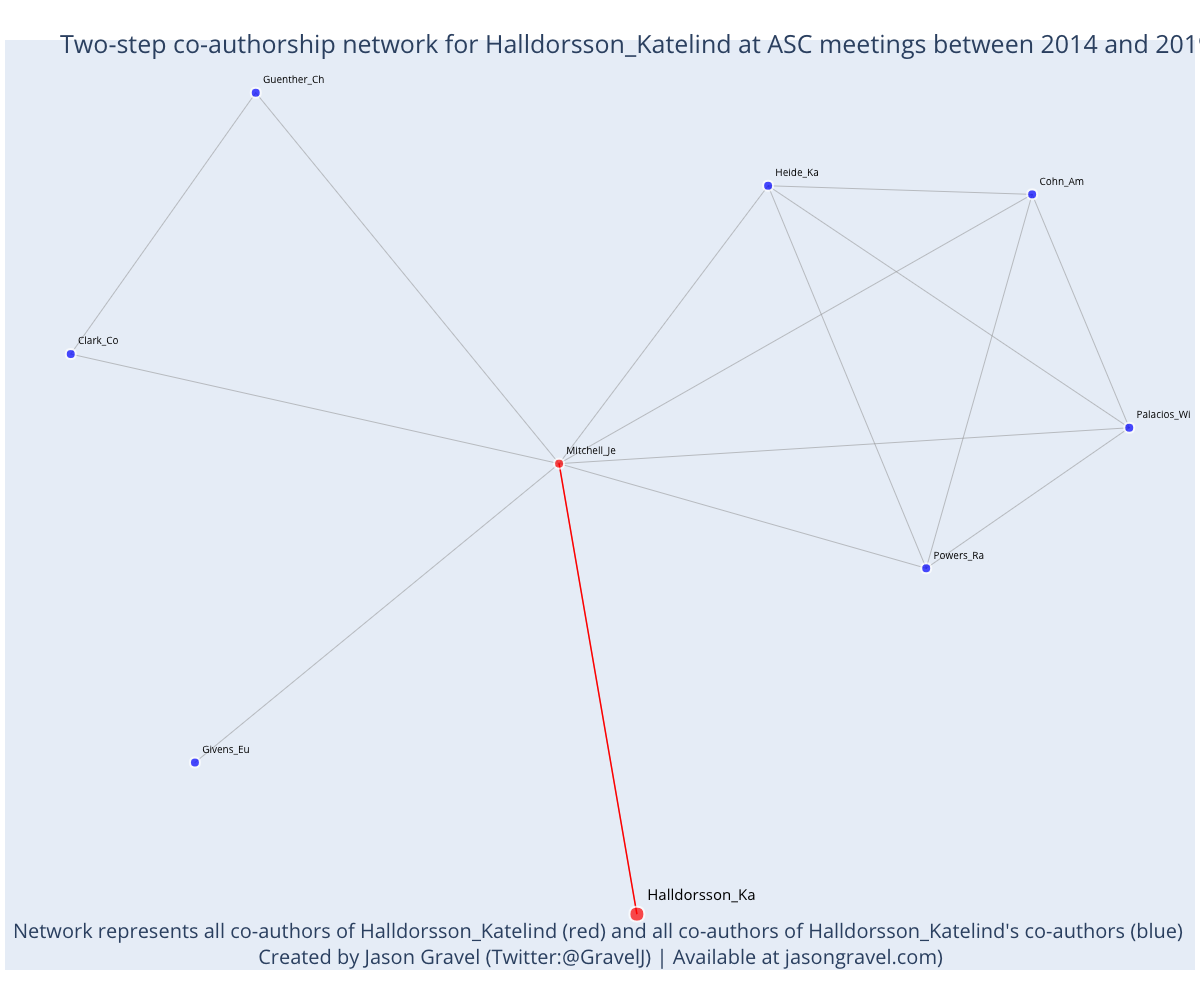 Two-step co-authorship network for Halldorsson_Katelind at ASC meetings between 2014 and 2019
Guenther_Ch
Heide_Ka
Cohn_Am
Clark_Co
Palacios_Wi
Mitchell_Je
Powers_Ra
Givens_Eu
Halldorsson_Ka
Network represents all co-authors of Halldorsson_Katelind (red) and all co-authors of Halldorsson_Katelind's co-authors (blue)
Created by Jason Gravel (Twitter:@GravelJ) | Available at jasongravel.com)